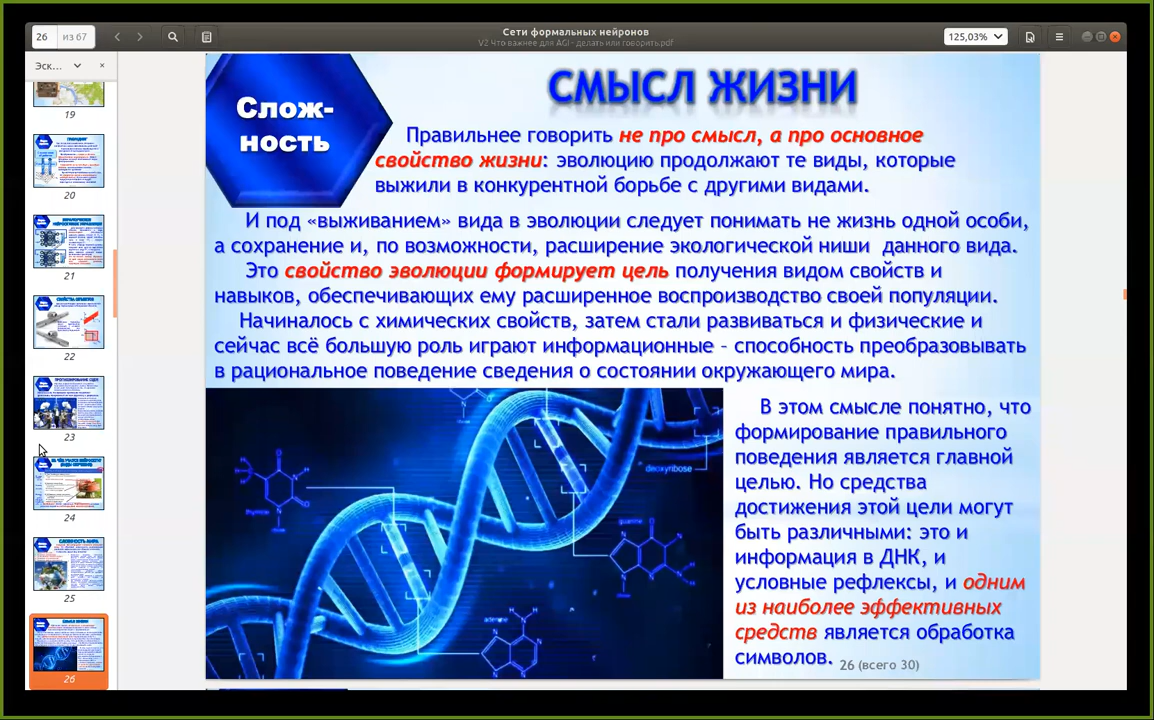 26
из 67
Сети формальных нейронов
V2 Что важнее для AGI - делать или говорить.pdf
125,03%
Эск...
19
20
21
22
23
24
25
26
Слож-
ность
СМЫСЛ ЖИЗНИ
Правильнее говорить не про смысл, а про основное
свойство жизни: эволюцию продолжают те виды, которые
выжили в конкурентной борьбе с другими видами.
И под «выживанием» вида в эволюции следует понимать не жизнь одной особи,
а сохранение и, по возможности, расширение экологической ниши данного вида.
Это свойство эволюции формирует цель получения видом свойств и
навыков, обеспечивающих ему расширенное воспроизводство своей популяции.
Начиналось с химических свойств, затем стали развиваться и физические и
сейчас всё большую роль играют информационные – способность преобразовывать
в рациональное поведение сведения о состоянии окружающего мира.
deoxyribose
thymine
guanine
adenine
В этом смысле понятно, что
формирование правильного
поведения является главной
целью. Но средства
достижения этой цели могут
быть различными: это и
информация в ДНК, и
условные рефлексы, и одним
из наиболее эффективных
средств является обработка
символов.
26 (всего 30)